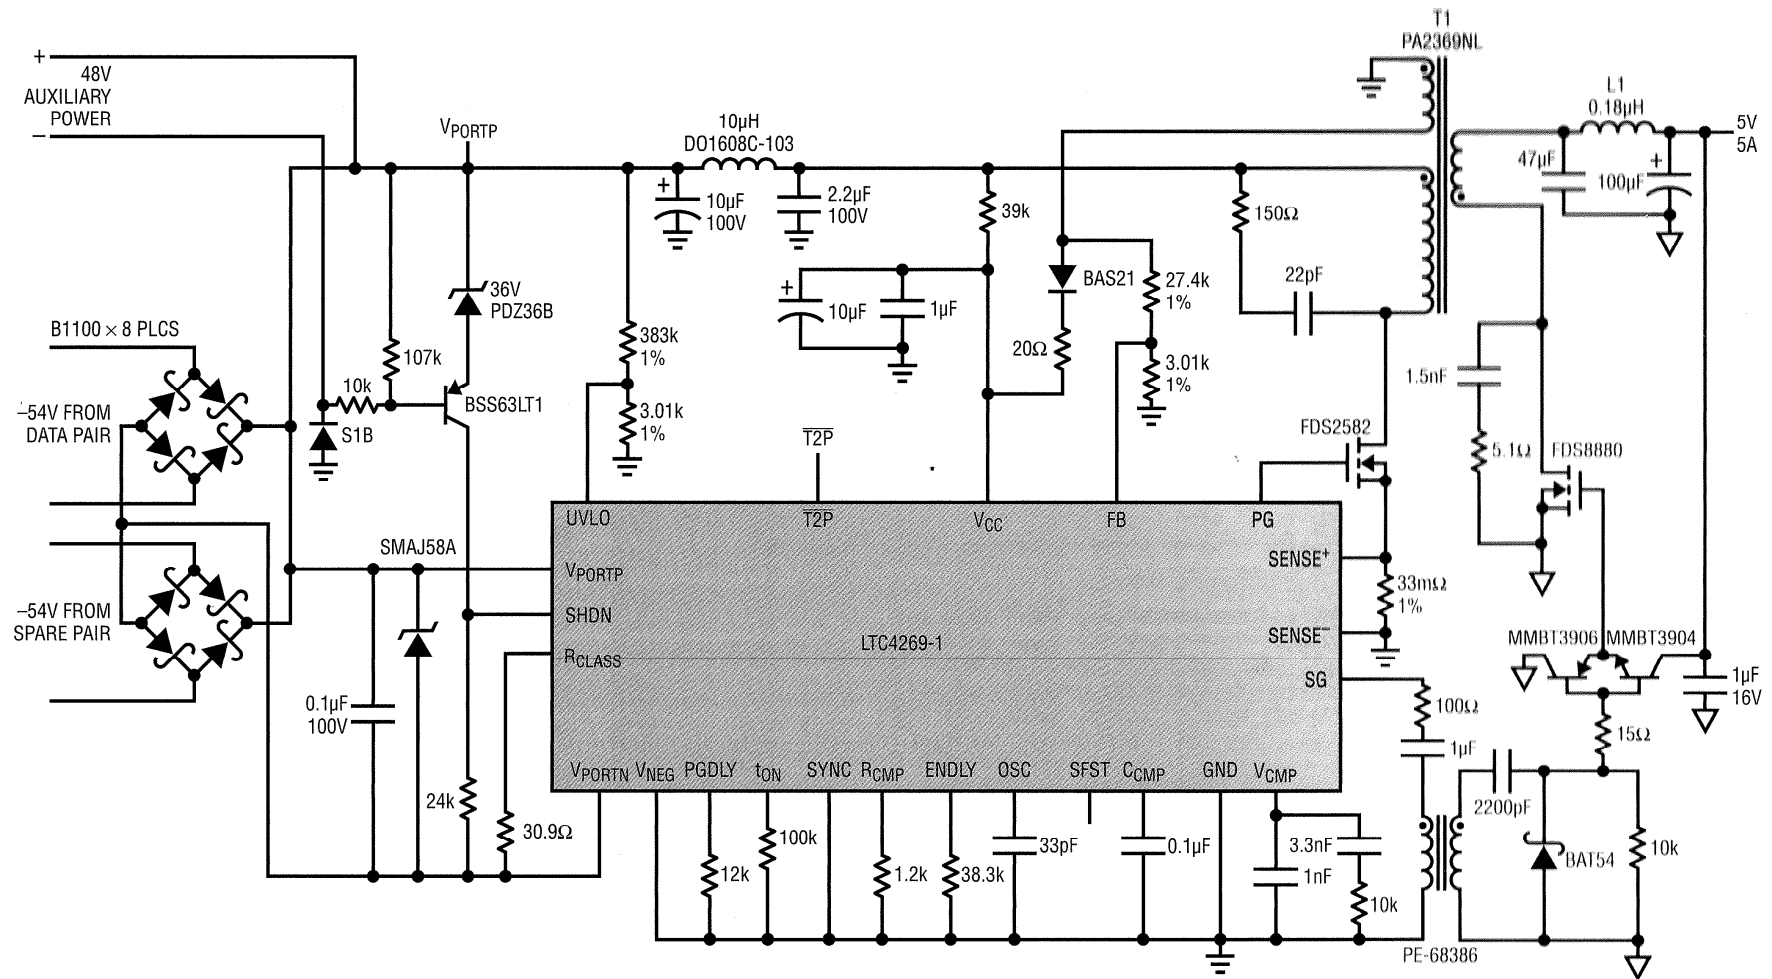 T1
PA2369NL
+
48V
AUXILIARY
POWER
–
VPORTP
10µH
DO1608C-103
L1
0.18µH
5V
5A
+
10µF
100V
2.2µF
100V
39k
150Ω
47µF
+
100µF
36V
PDZ36B
+
10µF
1µF
BAS21
27.4k
1%
22pF
B1100 × 8 PLCS
107k
383k
1%
20Ω
3.01k
1%
1.5nF
10k
BSS63LT1
–54V FROM
DATA PAIR
S1B
3.01k
1%
T2P
FDS2582
5.1Ω
FDS8880
UVLO
T2P
VCC
FB
PG
SMAJ58A
VPORTP
SENSE+
33mΩ
1%
–54V FROM
SPARE PAIR
SHDN
LTC4269-1
SENSE–
MMBT3906
MMBT3904
RCLASS
SG
1µF
16V
0.1µF
100V
100Ω
15Ω
1µF
VPORTN
VNEG
PGDLY
tON
SYNC
RCMP
ENDLY
OSC
SFST
CCMP
GND
VCMP
24k
30.9Ω
2200pF
100k
33pF
0.1µF
3.3nF
12k
1.2k
38.3k
1nF
10k
BAT54
10k
PE-68386